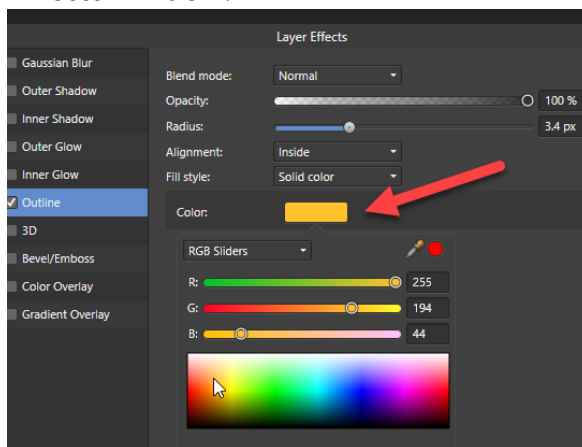 Layer Effects
Gaussian Blur
Outer Shadow
Inner Shadow
Outer Glow
Inner Glow
Outline
3D
Bevel/Emboss
Color Overlay
Gradient Overlay
Blend mode: Normal
Opacity: 100 %
Radius: 3.4 px
Alignment: Inside
Fill style: Solid color
Color:
RGB Sliders
R: 255
G: 194
B: 44